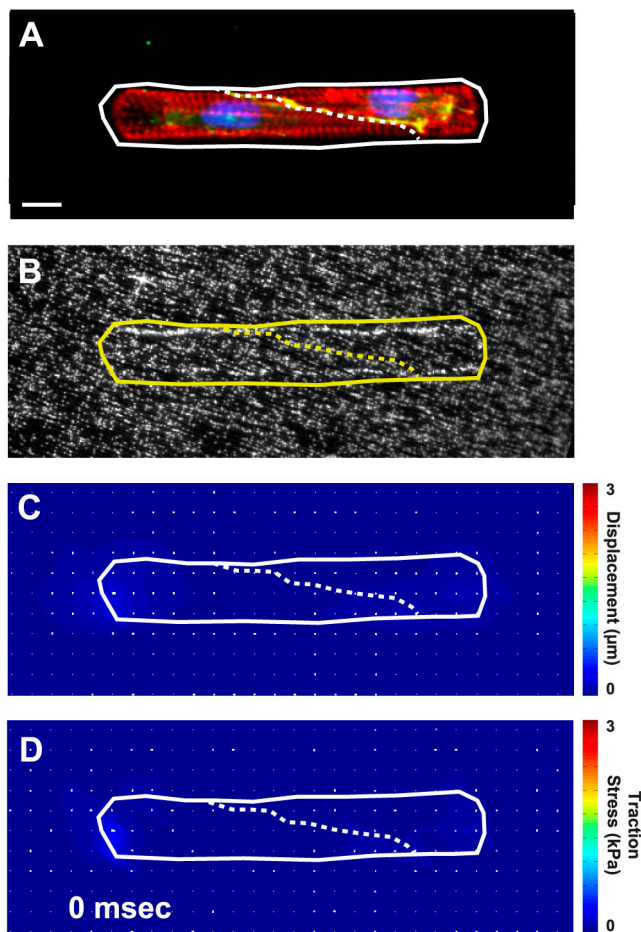 A
B
C
3
Displacement (µm)
0
D
3
Traction
Stress (kPa)
0
0 msec